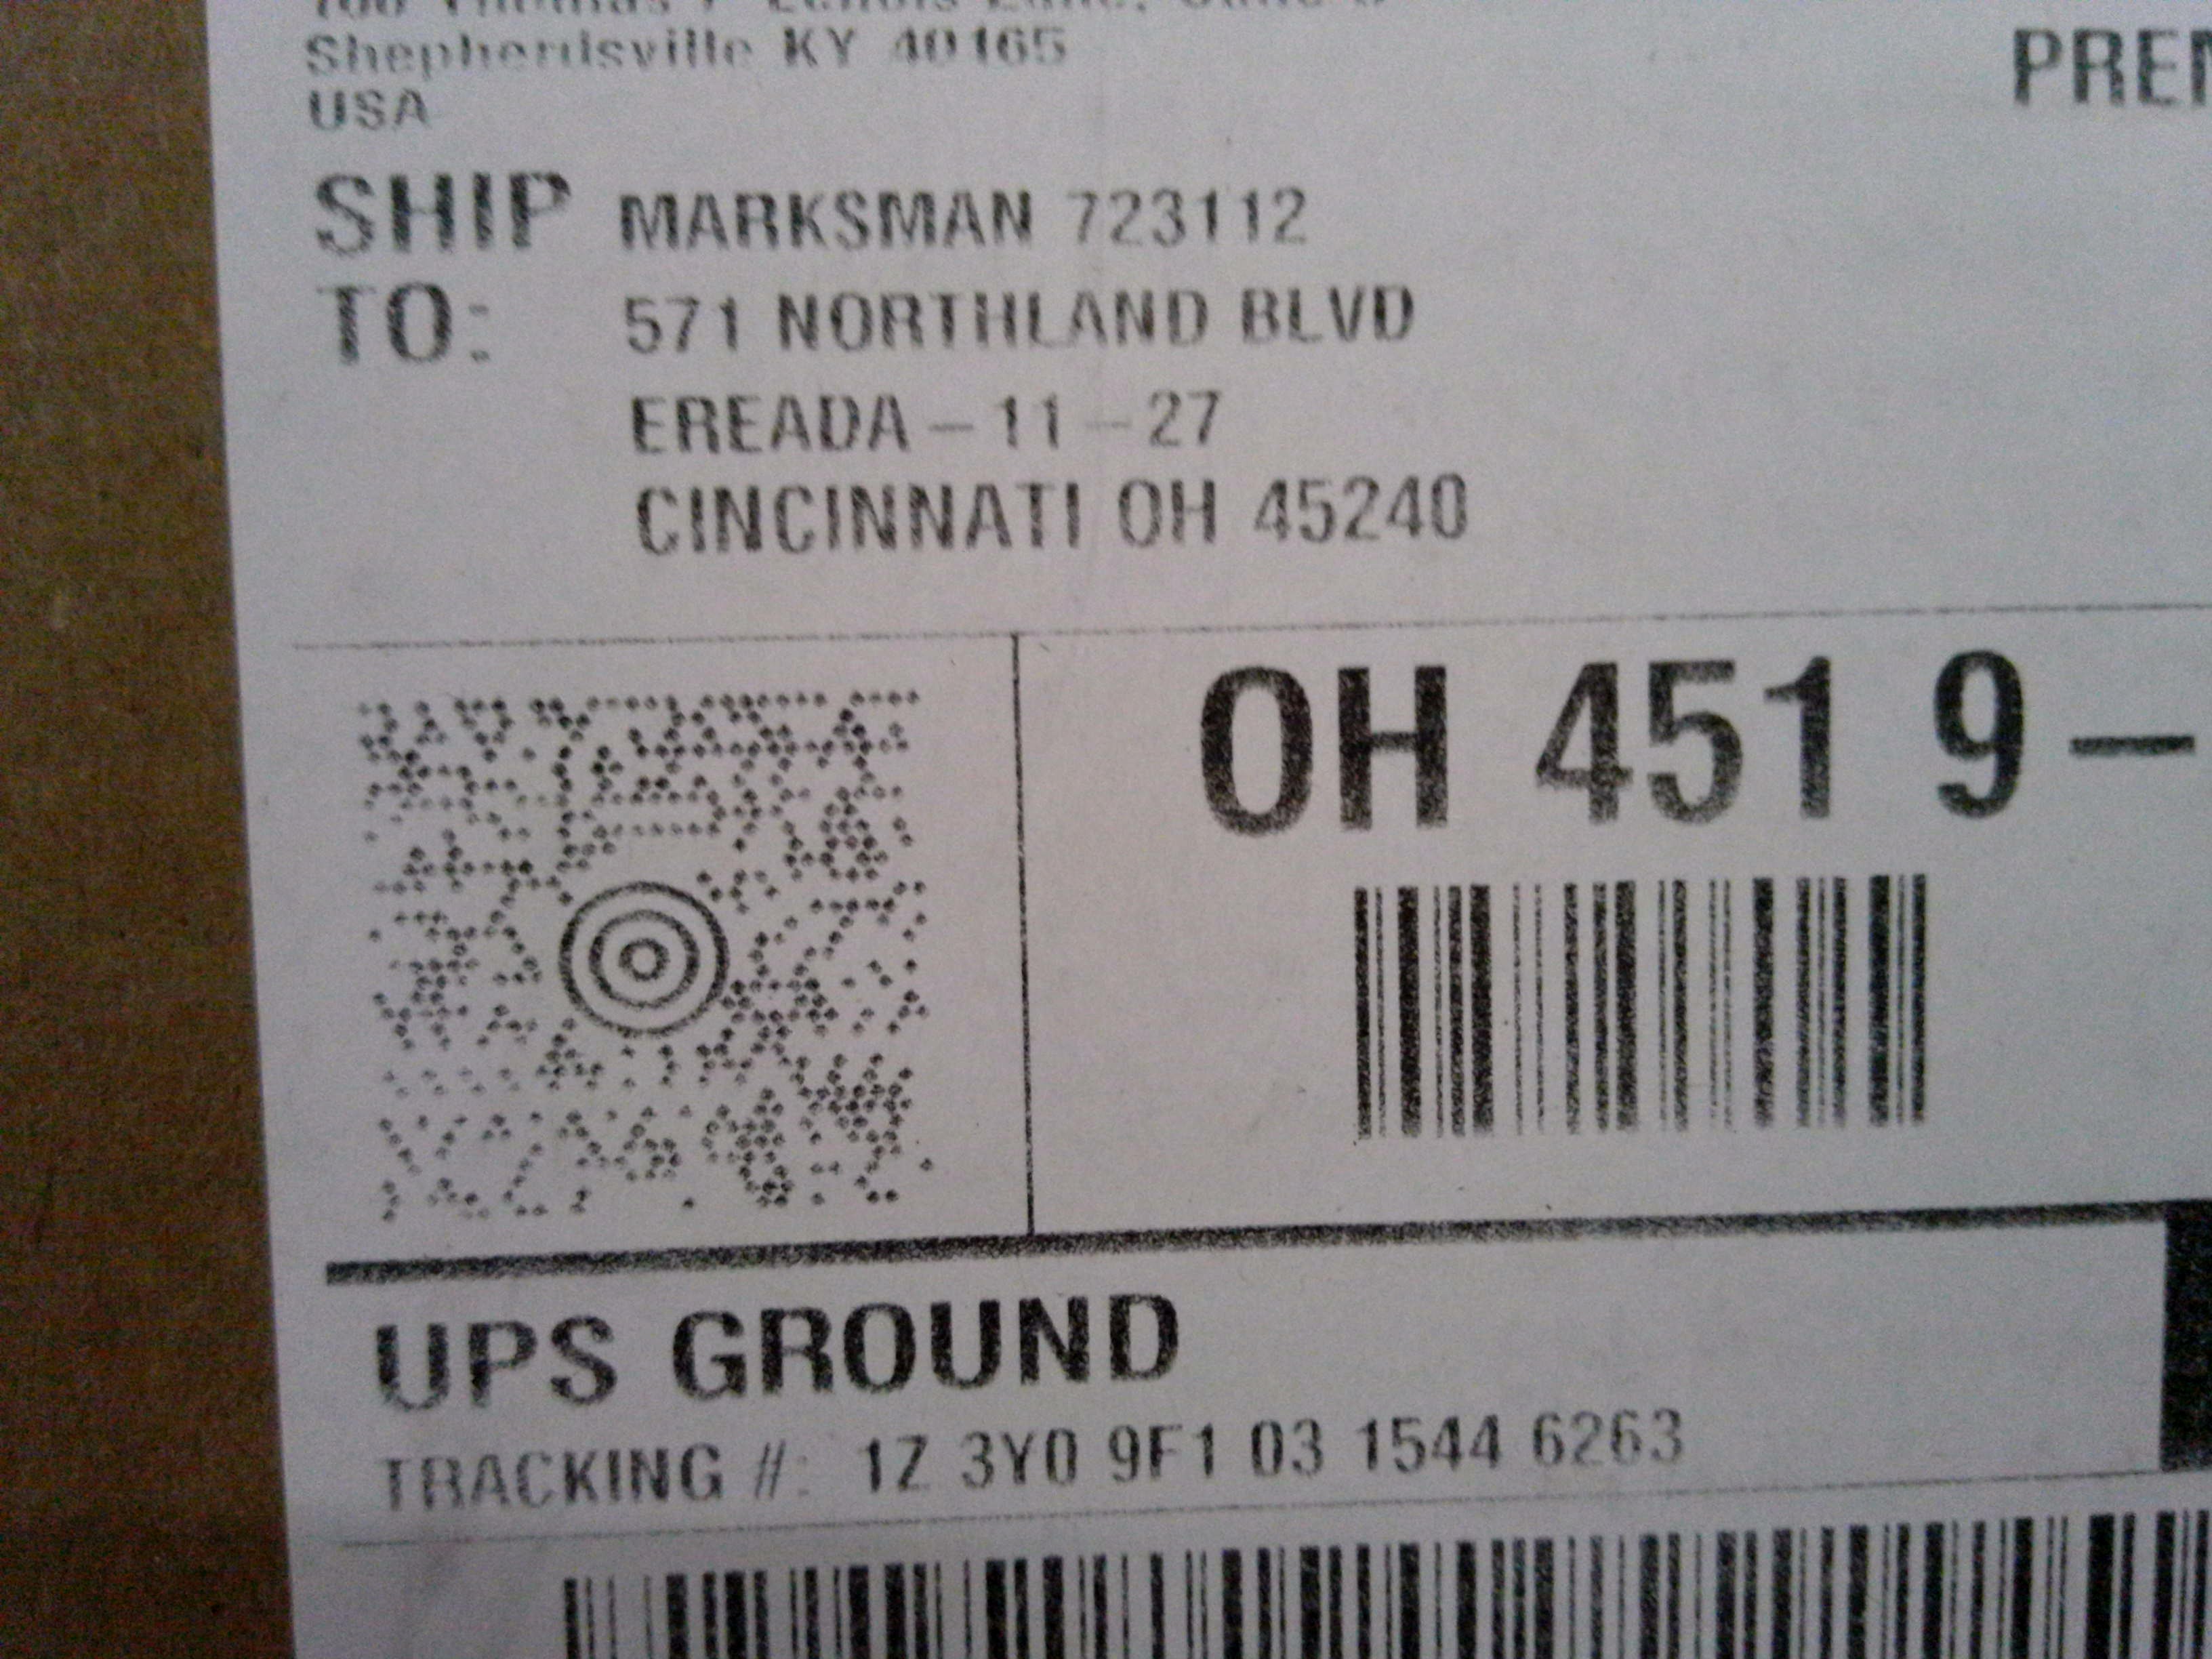 Shepherdsville KY 40165
USA
SHIP TO:
MARKSMAN 723112
571 NORTHLAND BLVD
EREADA - 11 - 27
CINCINNATI OH 45240
OH 451 9-
UPS GROUND
TRACKING #: 1Z 3Y0 9F1 03 1544 6263